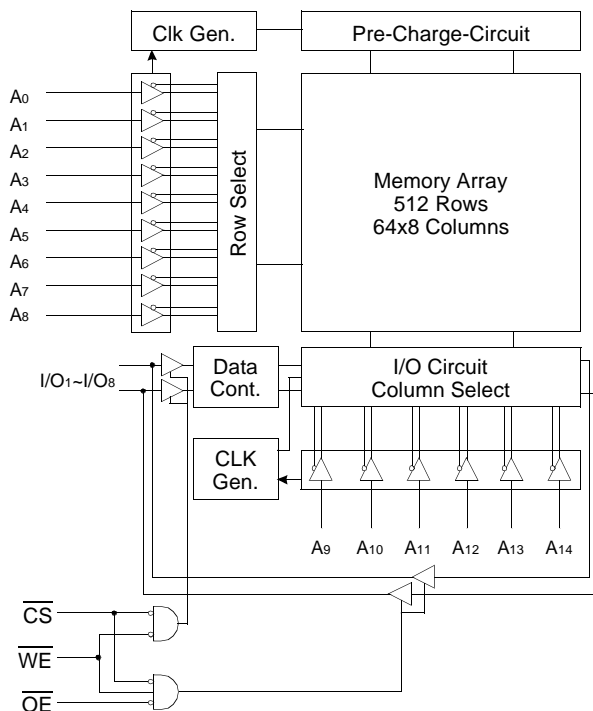 Clk Gen.
Pre-Charge-Circuit
A0
A1
A2
A3
A4
A5
A6
A7
A8
Row Select
Memory Array
512 Rows
64x8 Columns
I/O1~I/O8
Data
Cont.
I/O Circuit
Column Select
CLK
Gen.
A9 A10 A11 A12 A13 A14
CS
WE
OE